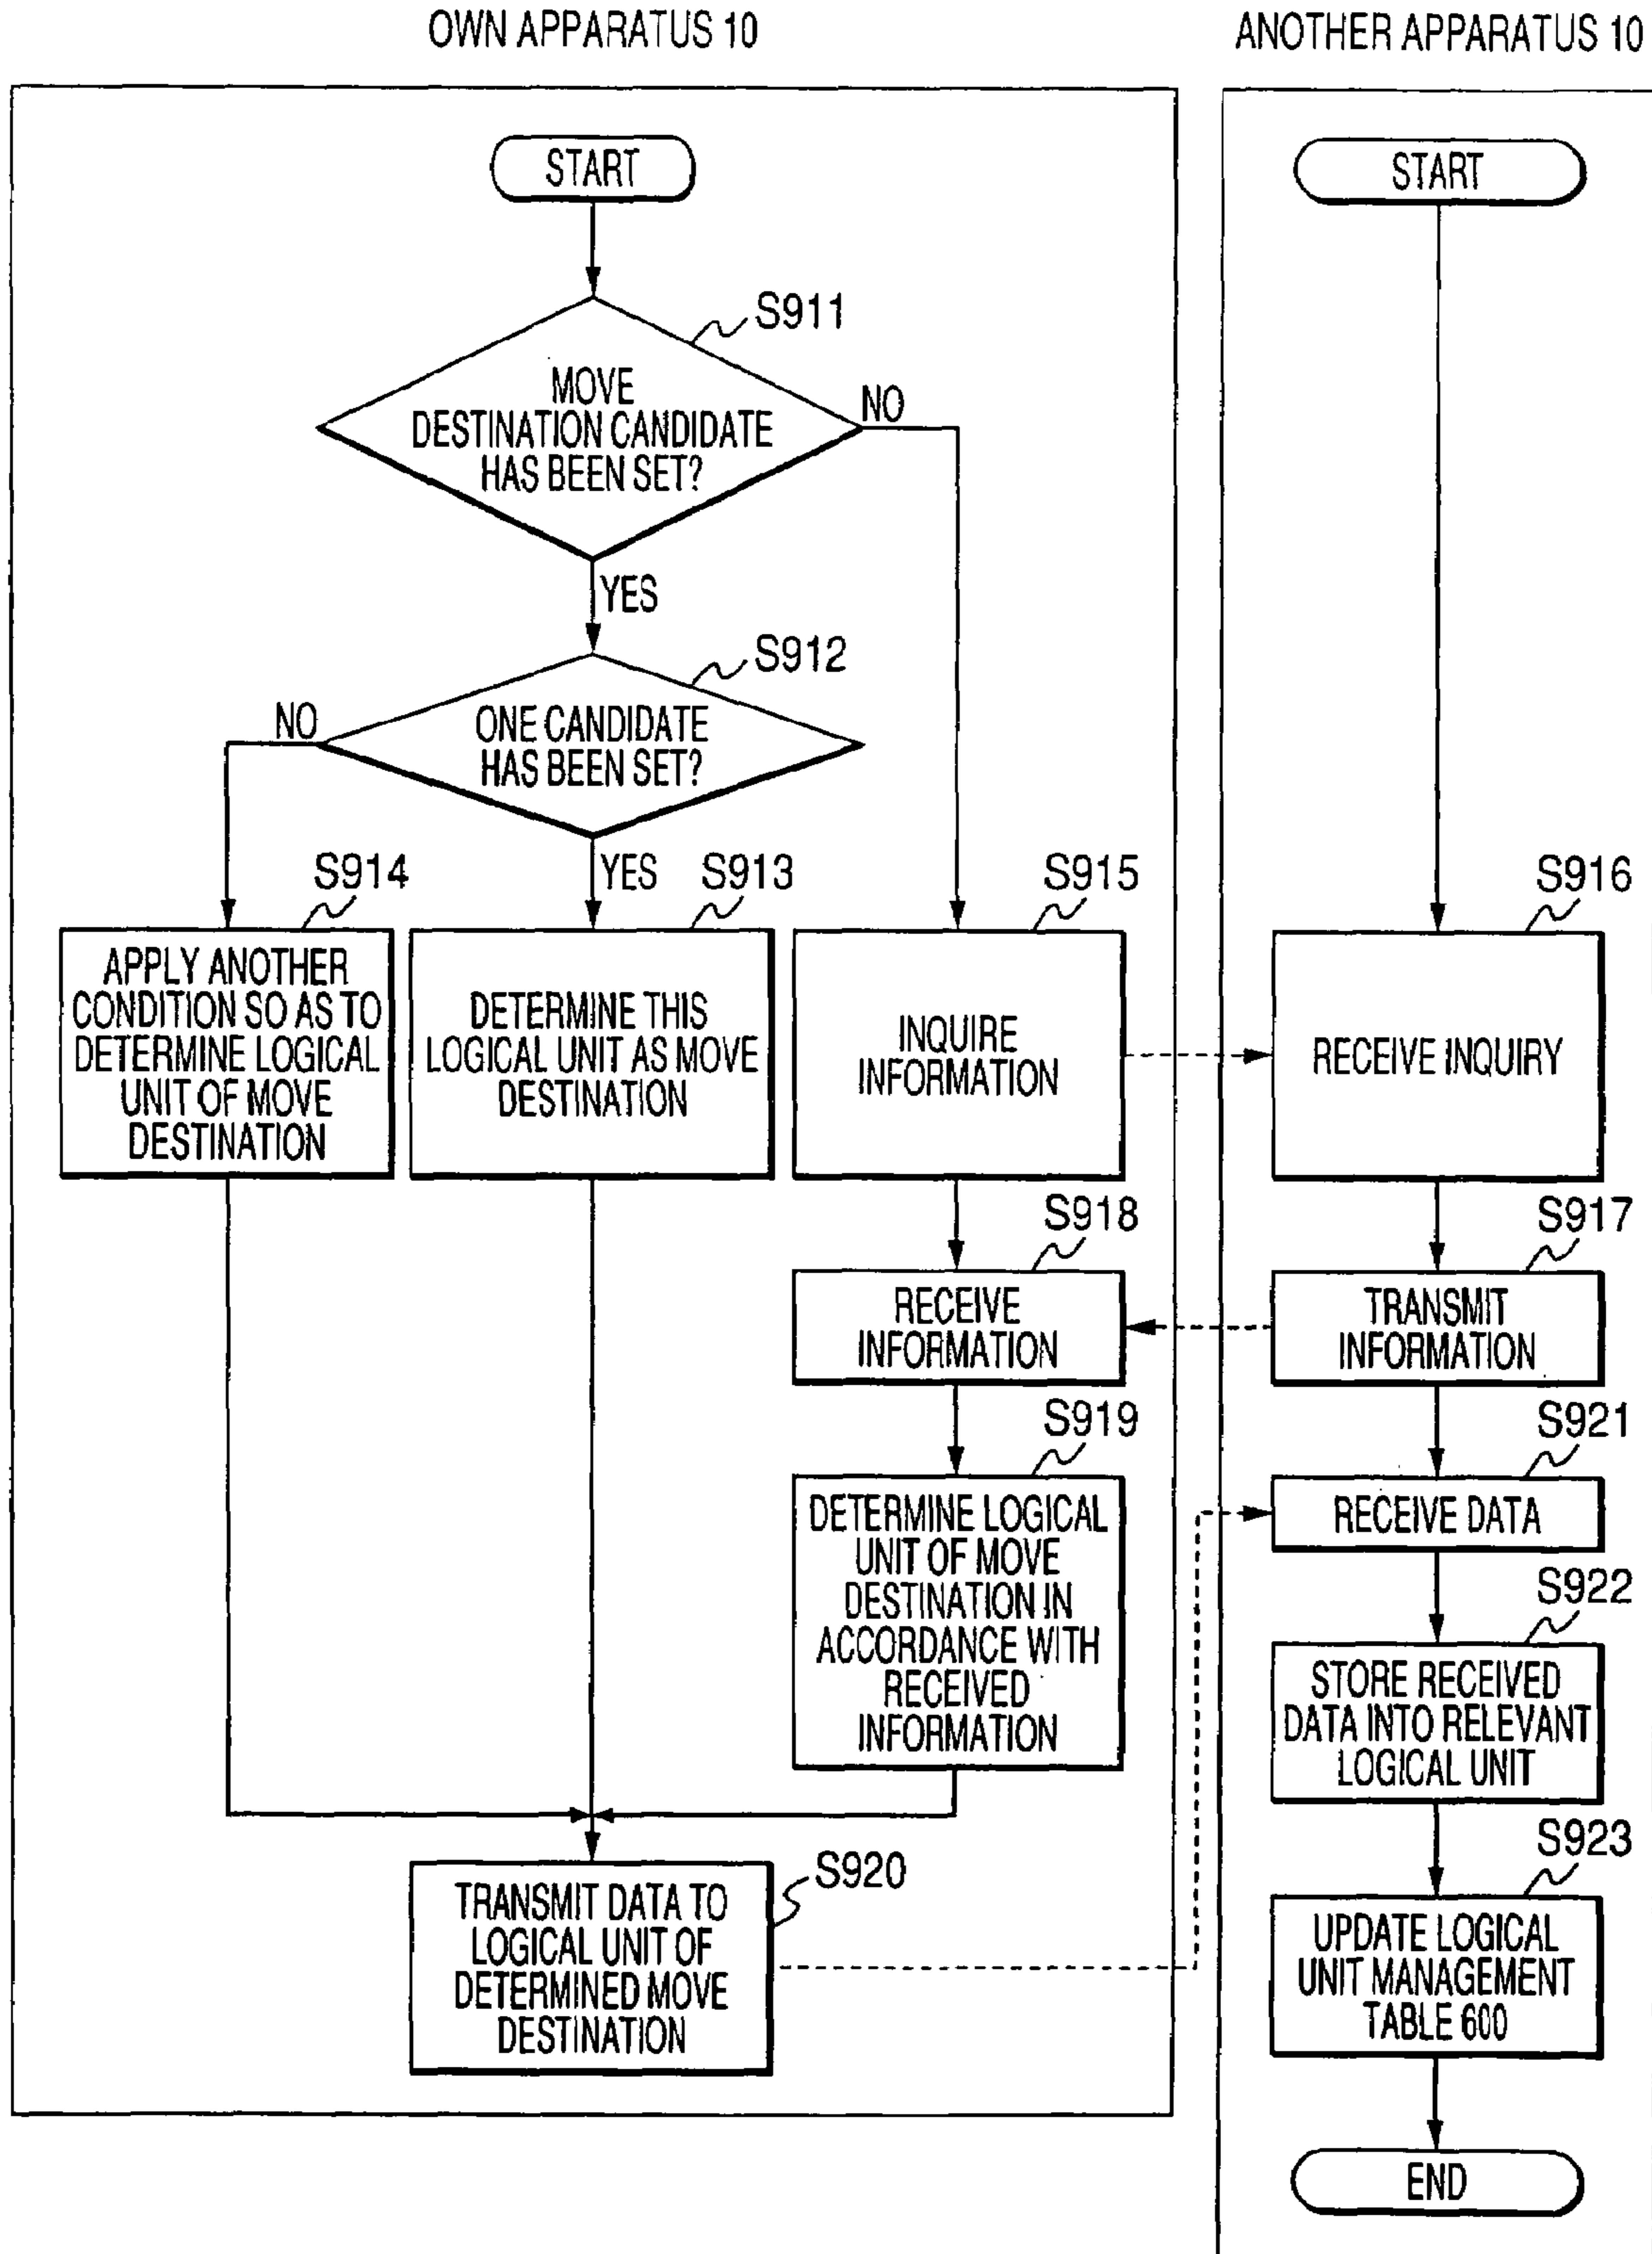 OWN APPARATUS 10
ANOTHER APPARATUS 10
START
S911
MOVE
DESTINATION CANDIDATE
HAS BEEN SET?
NO
YES
S912
ONE CANDIDATE
HAS BEEN SET?
NO
YES
S914
APPLY ANOTHER
CONDITION SO AS TO
DETERMINE LOGICAL
UNIT OF MOVE
DESTINATION
S913
DETERMINE THIS
LOGICAL UNIT AS MOVE
DESTINATION
S915
INQUIRE
INFORMATION
S918
RECEIVE
INFORMATION
S919
DETERMINE LOGICAL
UNIT OF MOVE
DESTINATION IN
ACCORDANCE WITH
RECEIVED
INFORMATION
S920
TRANSMIT DATA TO
LOGICAL UNIT OF
DETERMINED MOVE
DESTINATION
START
S916
RECEIVE INQUIRY
S917
TRANSMIT
INFORMATION
S921
RECEIVE DATA
S922
STORE RECEIVED
DATA INTO RELEVANT
LOGICAL UNIT
S923
UPDATE LOGICAL
UNIT MANAGEMENT
TABLE 600
END